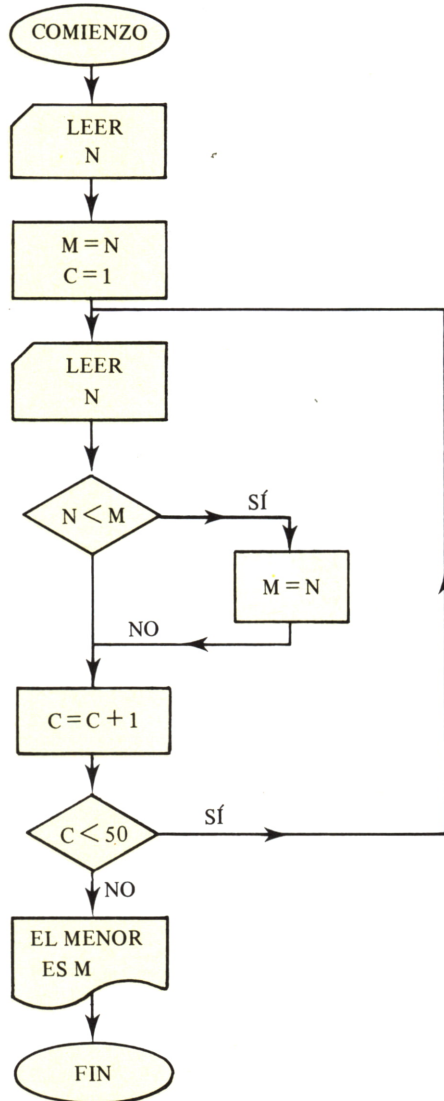 COMIENZO
LEER
N
M = N
C = 1
LEER
N
N < M
SÍ
M = N
NO
C = C + 1
C < 50
SÍ
NO
EL MENOR
ES M
FIN